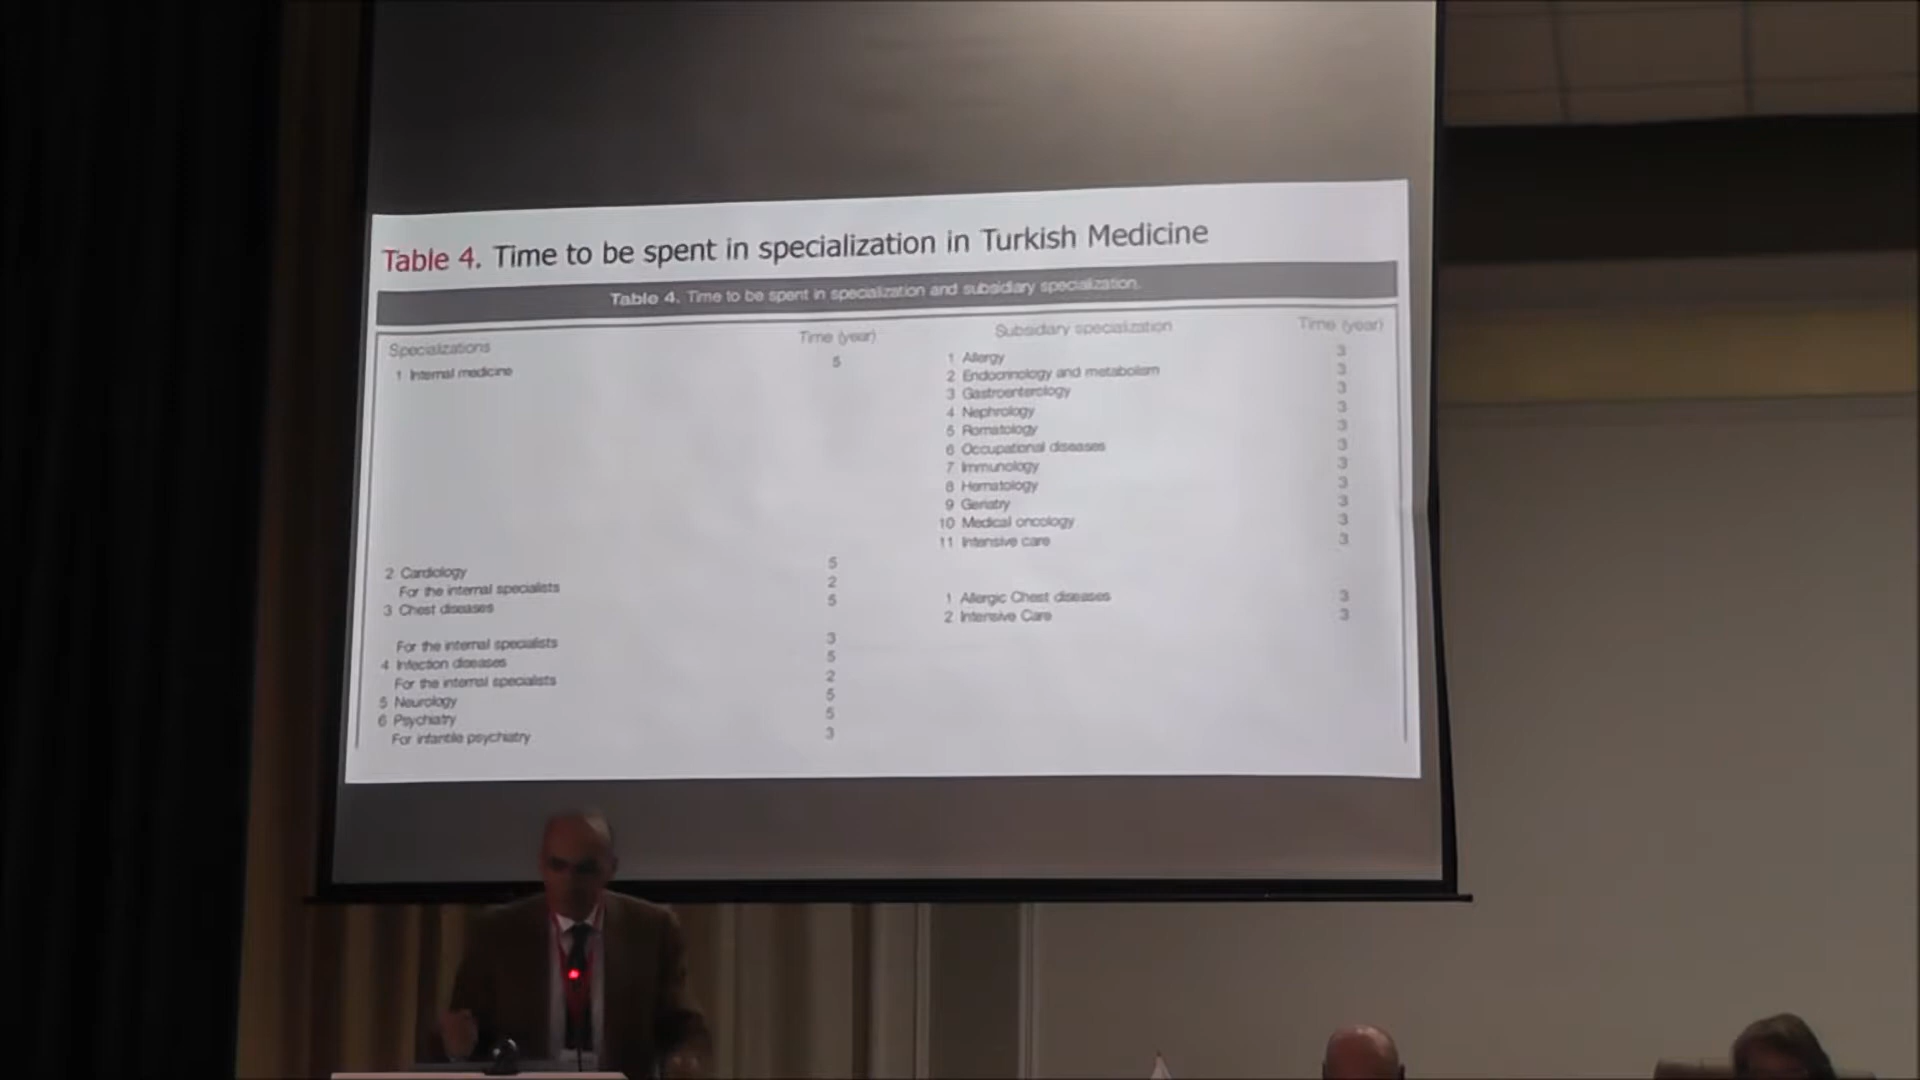 Table 4. Time to be spent in specialization in Turkish Medicine
Table 4. Time to be spent in specialization and subsidiary specialization.
Specializations Time (year) Subsidiary specialization Time (year)
1 Internal medicine 5 1 Allergy 3
2 Endocrinology and metabolism 3
3 Gastroenterology 3
4 Nephrology 3
5 Romatology 3
6 Occupational diseases 3
7 Immunology 3
8 Hematology 3
9 Geriatry 3
10 Medical oncology 3
11 Intensive care 3
2 Cardiology 5
For the internal specialists 2
3 Chest diseases 5 1 Allergic Chest diseases 3
2 Intensive Care 3
For the internal specialists 3
4 Infection diseases 5
For the internal specialists 2
5 Neurology 5
6 Psychiatry 5
For infantile psychiatry 3